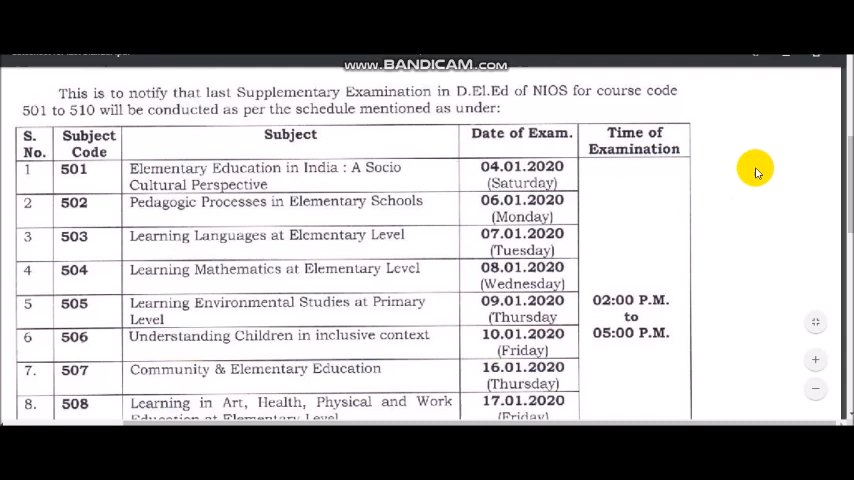 www.BANDICAM.com
This is to notify that last Supplementary Examination in D.El.Ed of NIOS for course code
501 to 510 will be conducted as per the schedule mentioned as under:
S. No. Subject Code Subject Date of Exam. Time of Examination
1 501 Elementary Education in India : A Socio Cultural Perspective 04.01.2020 (Saturday)
2 502 Pedagogic Processes in Elementary Schools 06.01.2020 (Monday)
3 503 Learning Languages at Elementary Level 07.01.2020 (Tuesday)
4 504 Learning Mathematics at Elementary Level 08.01.2020 (Wednesday)
5 505 Learning Environmental Studies at Primary Level 09.01.2020 (Thursday
02:00 P.M. to 05:00 P.M.
6 506 Understanding Children in inclusive context 10.01.2020 (Friday)
7. 507 Community & Elementary Education 16.01.2020 (Thursday)
8. 508 Learning in Art, Health, Physical and Work Education at Elementary Level 17.01.2020 (Friday)